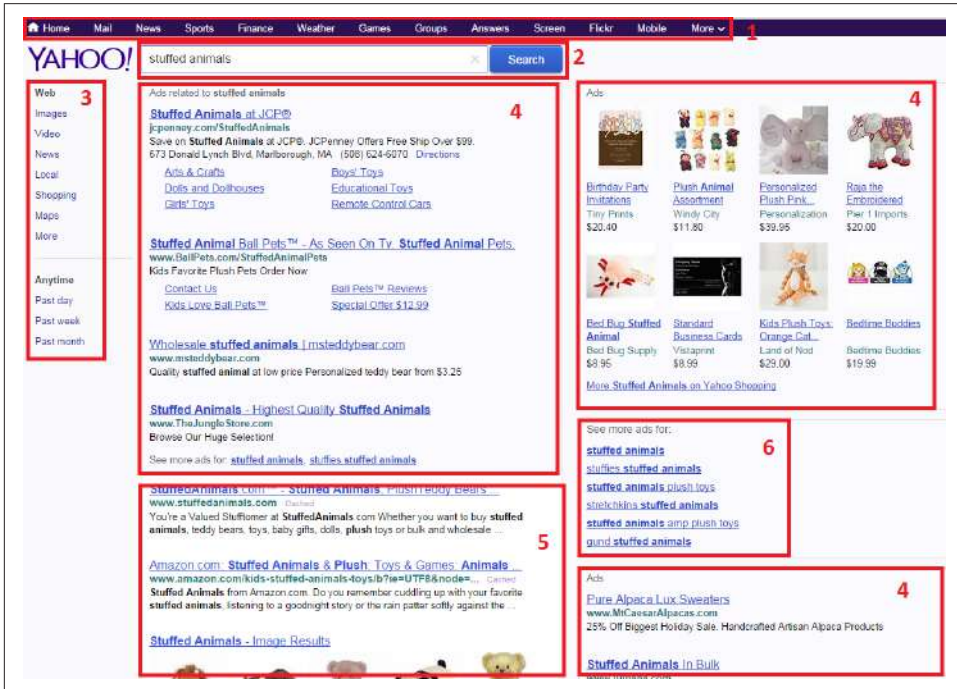 Home Mail News Sports Finance Weather Games Groups Answers Screen Flickr Mobile More
1
YAHOO!
stuffed animals
Search
2
3
Web
Images
Video
News
Local
Shopping
Maps
More
Anytime
Past day
Past week
Past month
Ads related to stuffed animals
4
Stuffed Animals at JCP®
jcpenney.com/StuffedAnimals
Save on Stuffed Animals at JCP®. JCPenney Offers Free Ship Over $99.
673 Donald Lynch Blvd, Marlborough, MA (508) 624-6070 Directions
Arts & Crafts Boys' Toys
Dolls and Dollhouses Educational Toys
Girls' Toys Remote Control Cars
Stuffed Animal Ball Pets™ - As Seen On Tv. Stuffed Animal Pets.
www.BallPets.com/StuffedAnimalPets
Kids Favorite Plush Pets Order Now
Contact Us Ball Pets™ Reviews
Kids Love Ball Pets™ Special Offer $12.99
Wholesale stuffed animals | msteddybear.com
www.msteddybear.com
Quality stuffed animal at low price Personalized teddy bear from $3.25
Stuffed Animals - Highest Quality Stuffed Animals
www.TheJungleStore.com
Browse Our Huge Selection!
See more ads for: stuffed animals, stuffies stuffed animals
StuffedAnimals.com™ - Stuffed Animals, Plush Teddy Bears ...
www.stuffedanimals.com Cached
You're a Valued Stuffomer at StuffedAnimals.com Whether you want to buy stuffed
animals, teddy bears, toys, baby gifts, dolls, plush toys or bulk and wholesale ...
5
Amazon.com: Stuffed Animals & Plush: Toys & Games: Animals ...
www.amazon.com/kids-stuffed-animals-toys/b?ie=UTF8&node=... Cached
Stuffed Animals from Amazon.com. Do you remember cuddling up with your favorite
stuffed animals, listening to a goodnight story or the rain patter softly against the ...
Stuffed Animals - Image Results
Ads
4
Birthday Party Invitations
Tiny Prints
$20.40
Plush Animal Assortment
Windy City
$11.80
Personalized Plush Pink...
Personalization
$39.95
Raja the Embroidered
Pier 1 Imports
$20.00
Bed Bug Stuffed Animal
Bed Bug Supply
$9.95
Standard Business Cards
Vistaprint
$8.99
Kids Plush Toys: Orange Cat...
Land of Nod
$29.00
Bedtime Buddies
Bedtime Buddies
$19.99
More Stuffed Animals on Yahoo Shopping
See more ads for:
6
stuffed animals
stuffies stuffed animals
stuffed animals plush toys
stretchkins stuffed animals
stuffed animals amp plush toys
gund stuffed animals
Ads
4
Pure Alpaca Lux Sweaters
www.MtCaesarAlpacas.com
25% Off Biggest Holiday Sale. Handcrafted Artisan Alpaca Products
Stuffed Animals In Bulk